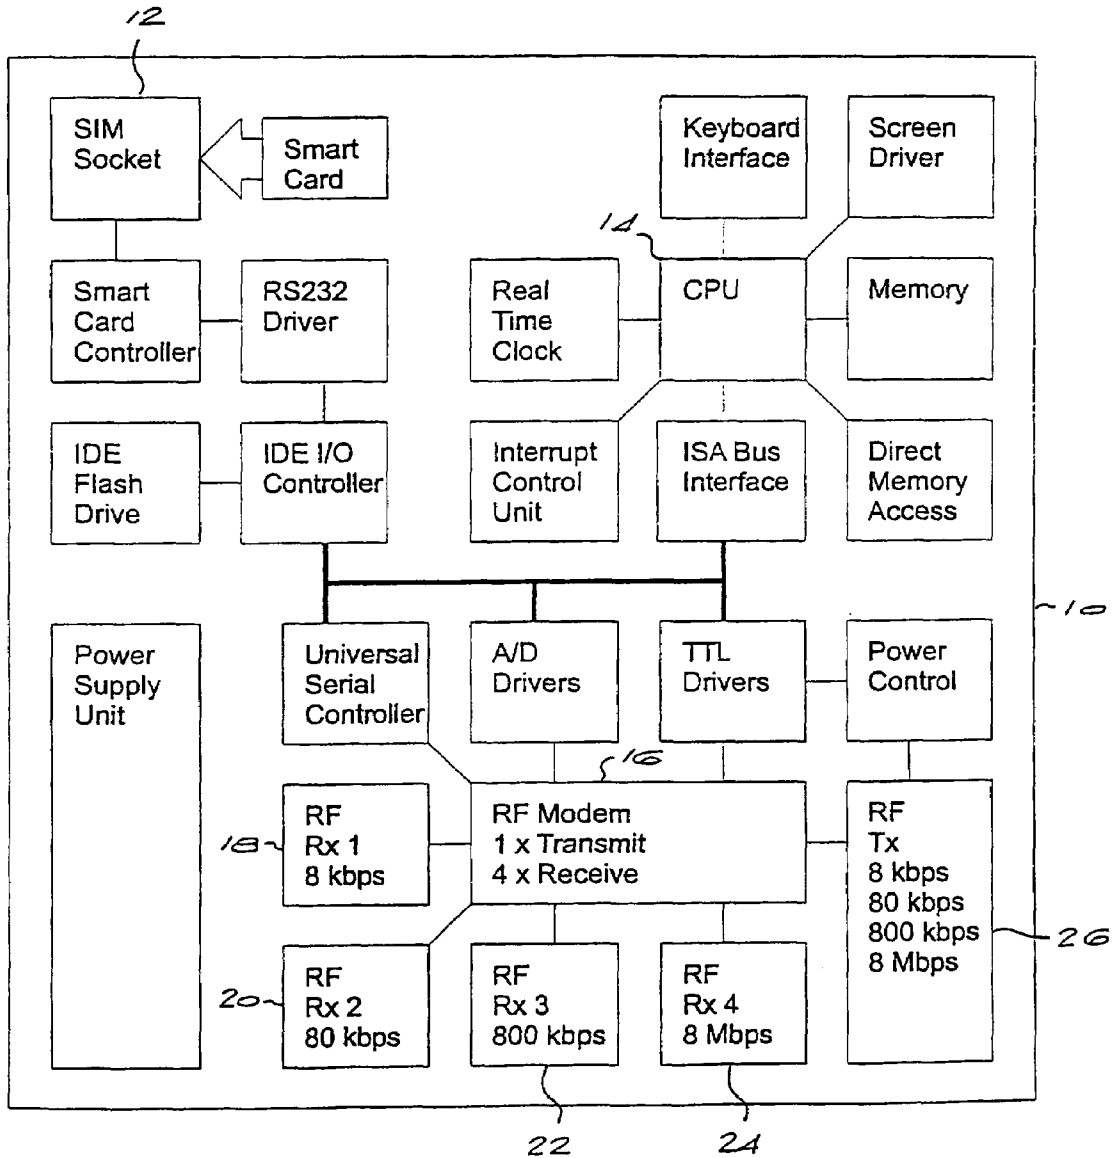 12
SIM
Socket
Smart
Card
Keyboard
Interface
Screen
Driver
14
Smart
Card
Controller
RS232
Driver
Real
Time
Clock
CPU
Memory
IDE
Flash
Drive
IDE I/O
Controller
Interrupt
Control
Unit
ISA Bus
Interface
Direct
Memory
Access
10
Power
Supply
Unit
Universal
Serial
Controller
A/D
Drivers
TTL
Drivers
Power
Control
16
18
RF
Rx 1
8 kbps
RF Modem
1 x Transmit
4 x Receive
RF
Tx
8 kbps
80 kbps
800 kbps
8 Mbps
26
20
RF
Rx 2
80 kbps
RF
Rx 3
800 kbps
RF
Rx 4
8 Mbps
22
24